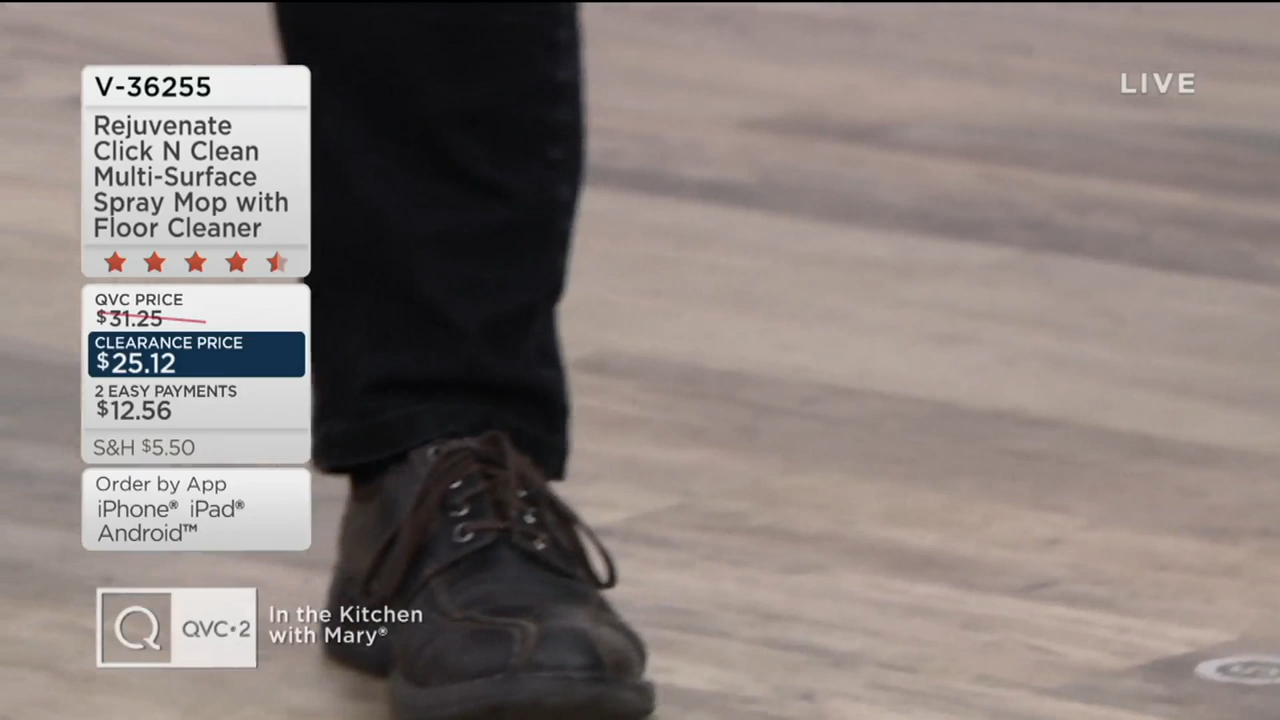 V-36255
Rejuvenate
Click N Clean
Multi-Surface
Spray Mop with
Floor Cleaner
QVC PRICE
$31.25
CLEARANCE PRICE
$25.12
2 EASY PAYMENTS
$12.56
S&H $5.50
Order by App
iPhone® iPad®
Android™
Q QVC•2
In the Kitchen
with Mary®
LIVE